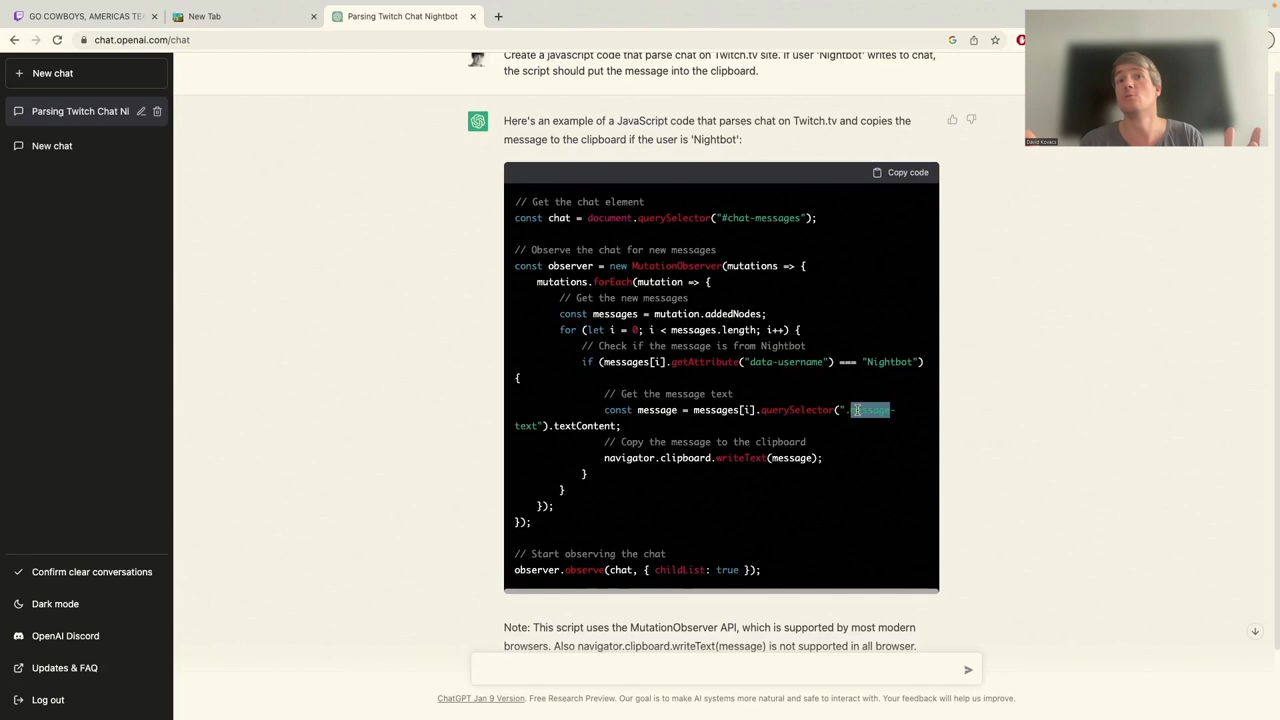 GO COWBOYS, AMERICAS TEA
New Tab
Parsing Twitch Chat Nightbot
chat.openai.com/chat
New chat
Parsing Twitch Chat Ni
New chat
Create a javascript code that parse chat on Twitch.tv site. If user 'Nightbot' writes to chat,
the script should put the message into the clipboard.
Here's an example of a JavaScript code that parses chat on Twitch.tv and copies the
message to the clipboard if the user is 'Nightbot':
Copy code
// Get the chat element
const chat = document.querySelector("#chat-messages");
// Observe the chat for new messages
const observer = new MutationObserver(mutations => {
mutations.forEach(mutation => {
// Get the new messages
const messages = mutation.addedNodes;
for (let i = 0; i < messages.length; i++) {
// Check if the message is from Nightbot
if (messages[i].getAttribute("data-username") === "Nightbot")
{
// Get the message text
const message = messages[i].querySelector(".message-
text").textContent;
// Copy the message to the clipboard
navigator.clipboard.writeText(message);
}
}
});
});
// Start observing the chat
observer.observe(chat, { childList: true });
Note: This script uses the MutationObserver API, which is supported by most modern
browsers. Also navigator.clipboard.writeText(message) is not supported in all browser.
Confirm clear conversations
Dark mode
OpenAI Discord
Updates & FAQ
Log out
ChatGPT Jan 9 Version. Free Research Preview. Our goal is to make AI systems more natural and safe to interact with. Your feedback will help us improve.
David Kovacs